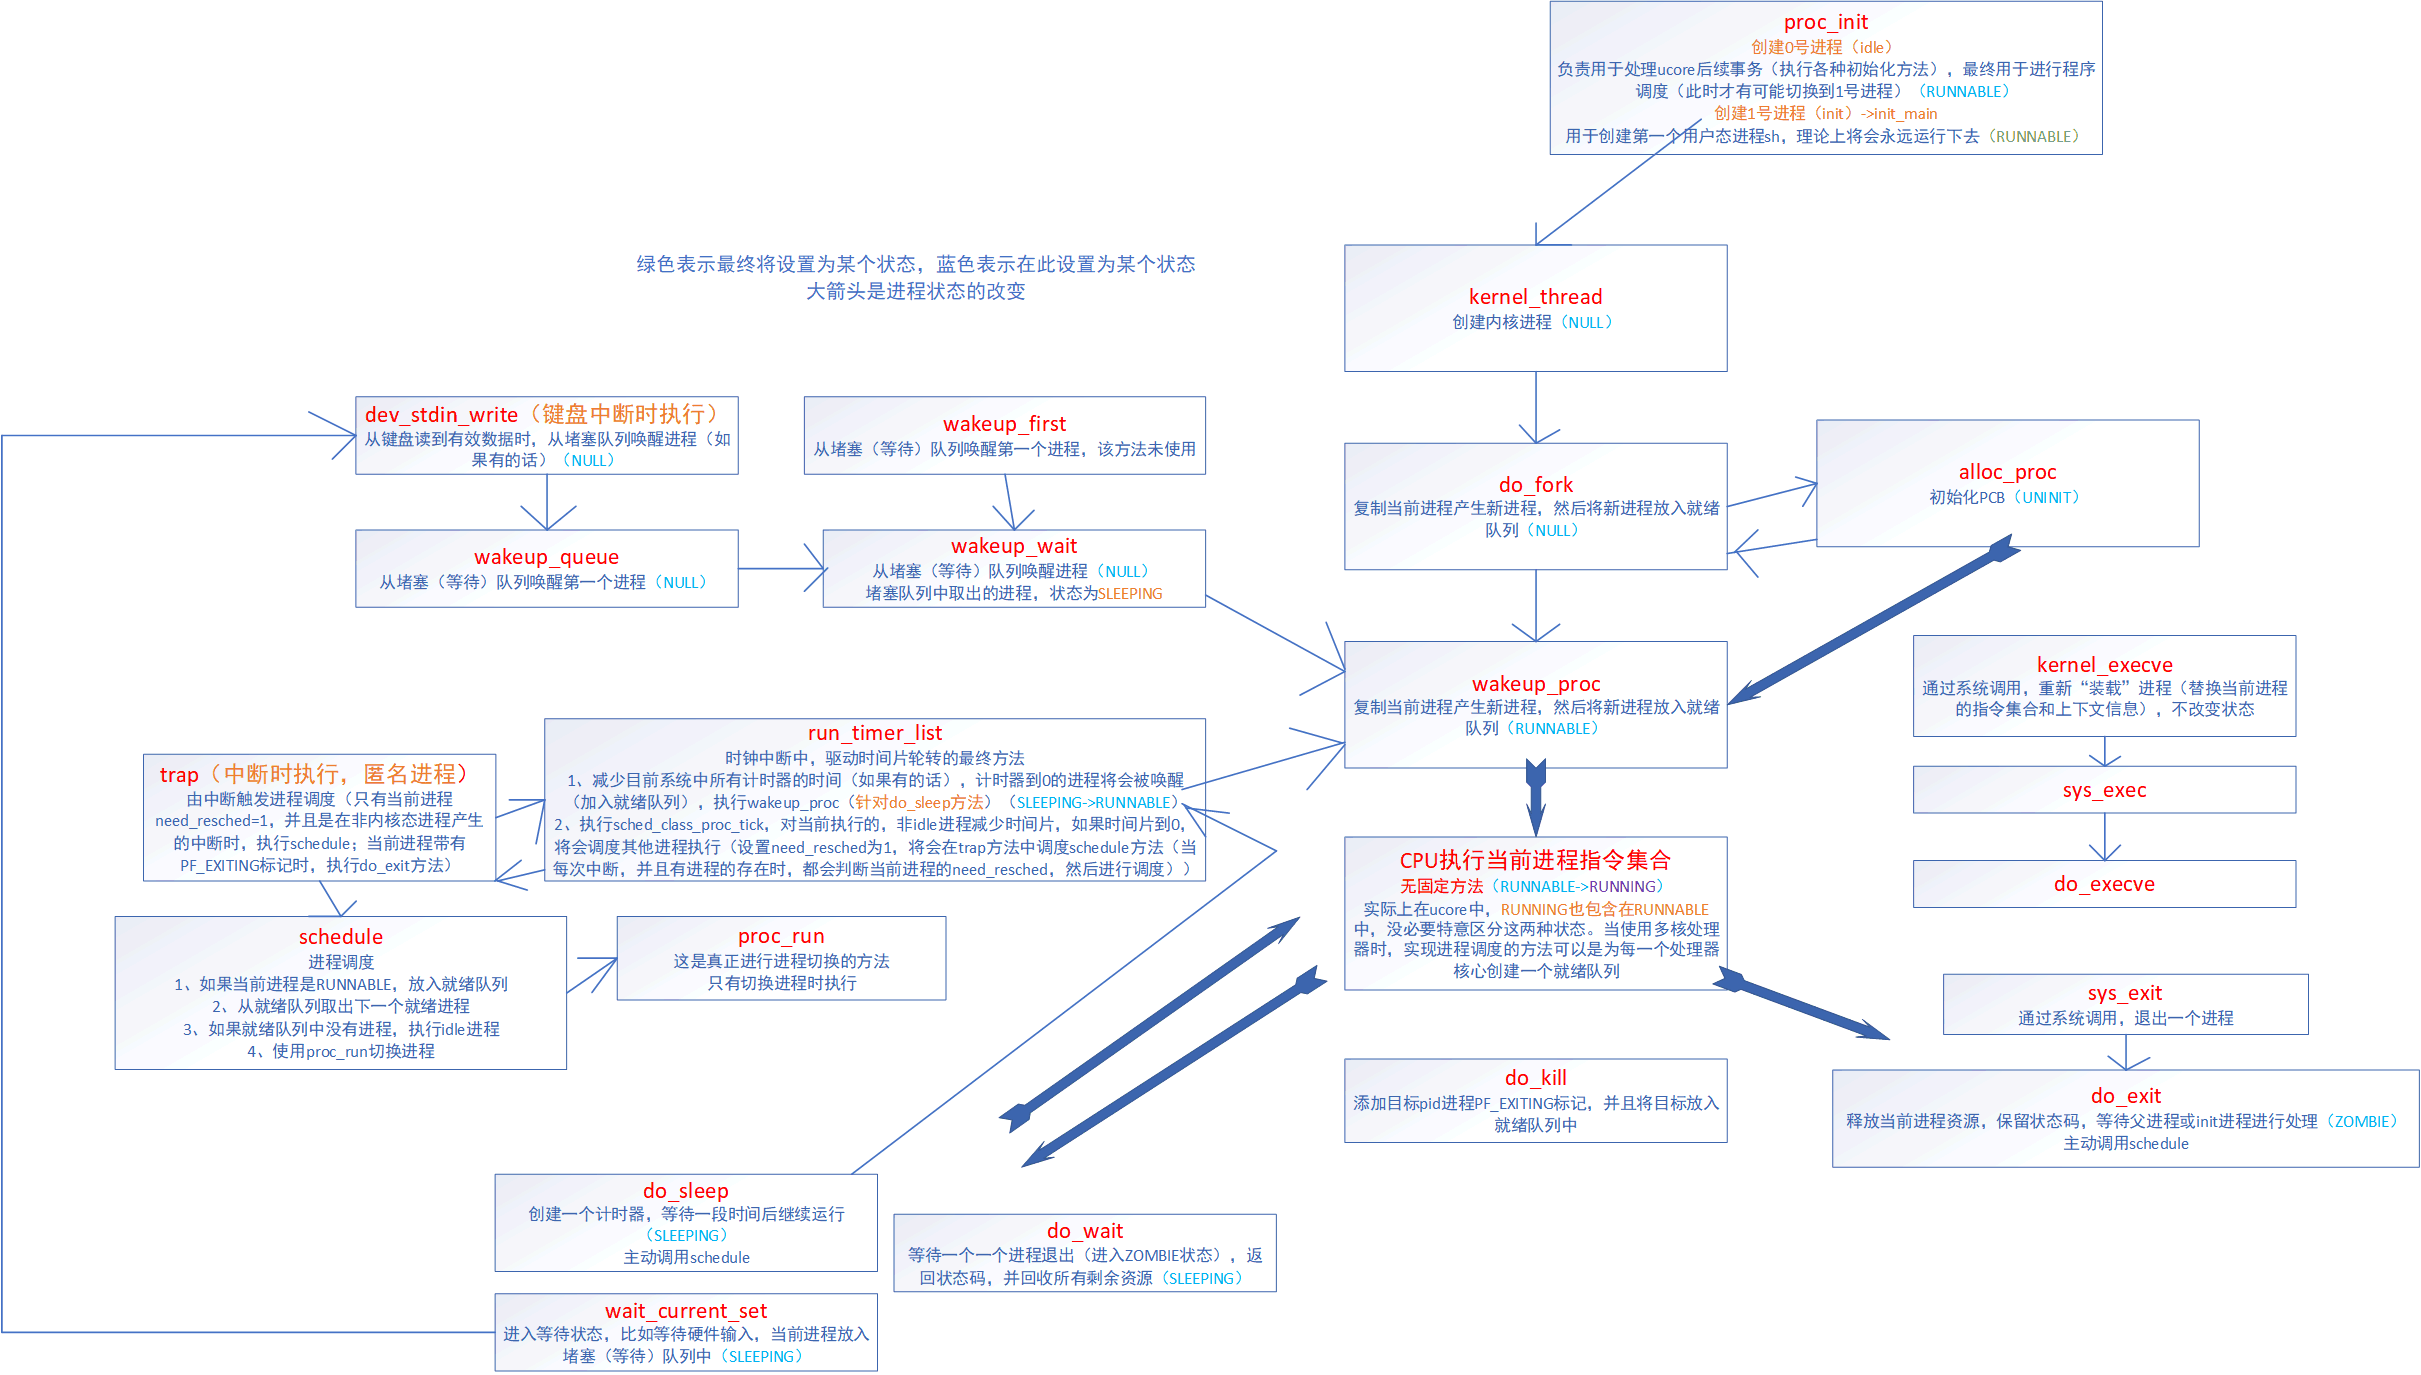 proc_init
创建0号进程（idle）
负责用于处理ucore后续事务（执行各种初始化方法），最终用于进行程序
调度（此时才有可能切换到1号进程）（RUNNABLE）
创建1号进程（init）->init_main
用于创建第一个用户态进程sh，理论上将会永远运行下去（RUNNABLE）
绿色表示最终将设置为某个状态，蓝色表示在此设置为某个状态
大箭头是进程状态的改变
kernel_thread
创建内核进程（NULL）
dev_stdin_write（键盘中断时执行）
从键盘读到有效数据时，从堵塞队列唤醒进程（如
果有的话）（NULL）
wakeup_first
从堵塞（等待）队列唤醒第一个进程，该方法未使用
do_fork
复制当前进程产生新进程，然后将新进程放入就绪
队列（NULL）
alloc_proc
初始化PCB（UNINIT）
wakeup_queue
从堵塞（等待）队列唤醒第一个进程（NULL）
wakeup_wait
从堵塞（等待）队列唤醒进程（NULL）
堵塞队列中取出的进程，状态为SLEEPING
wakeup_proc
复制当前进程产生新进程，然后将新进程放入就绪
队列（RUNNABLE）
kernel_execve
通过系统调用，重新“装载”进程（替换当前进程
的指令集合和上下文信息），不改变状态
sys_exec
do_execve
trap（中断时执行，匿名进程）
由中断触发进程调度（只有当前进程
need_resched=1，并且是在非内核态进程产生
的中断时，执行schedule；当前进程带有
PF_EXITING标记时，执行do_exit方法）
run_timer_list
时钟中断中，驱动时间片轮转的最终方法
1、减少目前系统中所有计时器的时间（如果有的话），计时器到0的进程将会被唤醒
（加入就绪队列），执行wakeup_proc（针对do_sleep方法）（SLEEPING->RUNNABLE）
2、执行sched_class_proc_tick，对当前执行的，非idle进程减少时间片，如果时间片到0，
将会调度其他进程执行（设置need_resched为1，将会在trap方法中调度schedule方法（当
每次中断，并且有进程的存在时，都会判断当前进程的need_resched，然后进行调度））
CPU执行当前进程指令集合
无固定方法（RUNNABLE->RUNNING）
实际上在ucore中，RUNNING也包含在RUNNABLE
中，没必要特意区分这两种状态。当使用多核处理
器时，实现进程调度的方法可以是为每一个处理器
核心创建一个就绪队列
schedule
进程调度
1、如果当前进程是RUNNABLE，放入就绪队列
2、从就绪队列取出下一个就绪进程
3、如果就绪队列中没有进程，执行idle进程
4、使用proc_run切换进程
proc_run
这是真正进行进程切换的方法
只有切换进程时执行
sys_exit
通过系统调用，退出一个进程
do_kill
添加目标pid进程PF_EXITING标记，并且将目标放入
就绪队列中
do_exit
释放当前进程资源，保留状态码，等待父进程或init进程进行处理（ZOMBIE）
主动调用schedule
do_sleep
创建一个计时器，等待一段时间后继续运行
（SLEEPING）
主动调用schedule
do_wait
等待一个一个进程退出（进入ZOMBIE状态），返
回状态码，并回收所有剩余资源（SLEEPING）
wait_current_set
进入等待状态，比如等待硬件输入，当前进程放入
堵塞（等待）队列中（SLEEPING）